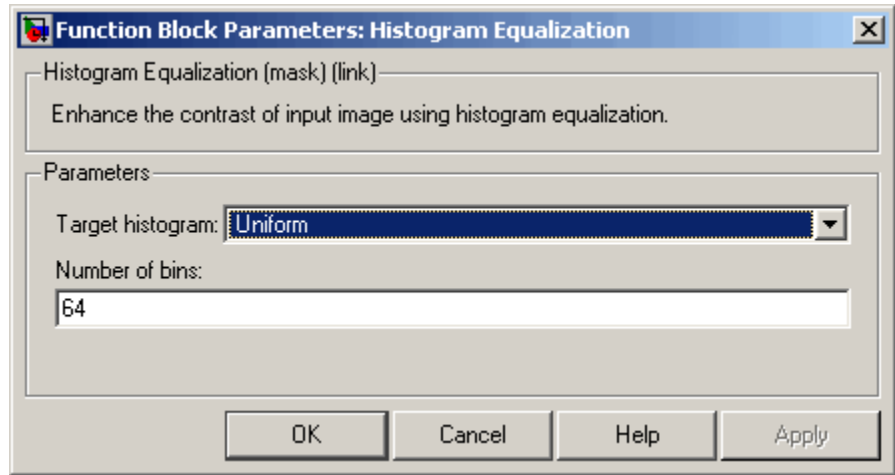 Function Block Parameters: Histogram Equalization
Histogram Equalization (mask) (link)
Enhance the contrast of input image using histogram equalization.
Parameters
Target histogram: Uniform
Number of bins:
64
OK Cancel Help Apply